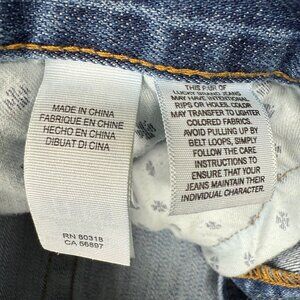 MADE IN CHINA
FABRIQUE EN CHINE
HECHO EN CHINA
DIBUAT DI CINA
RN 80318
CA 56897
THIS PAIR OF
LUCKY BRAND JEANS
MAY HAVE INTENTIONAL
RIPS OR HOLES. COLOR
MAY TRANSFER TO LIGHTER
COLORED FABRICS.
AVOID PULLING UP BY
BELT LOOPS, SIMPLY
FOLLOW THE CARE
INSTRUCTIONS TO
ENSURE THAT YOUR
JEANS MAINTAIN THEIR
INDIVIDUAL CHARACTER.